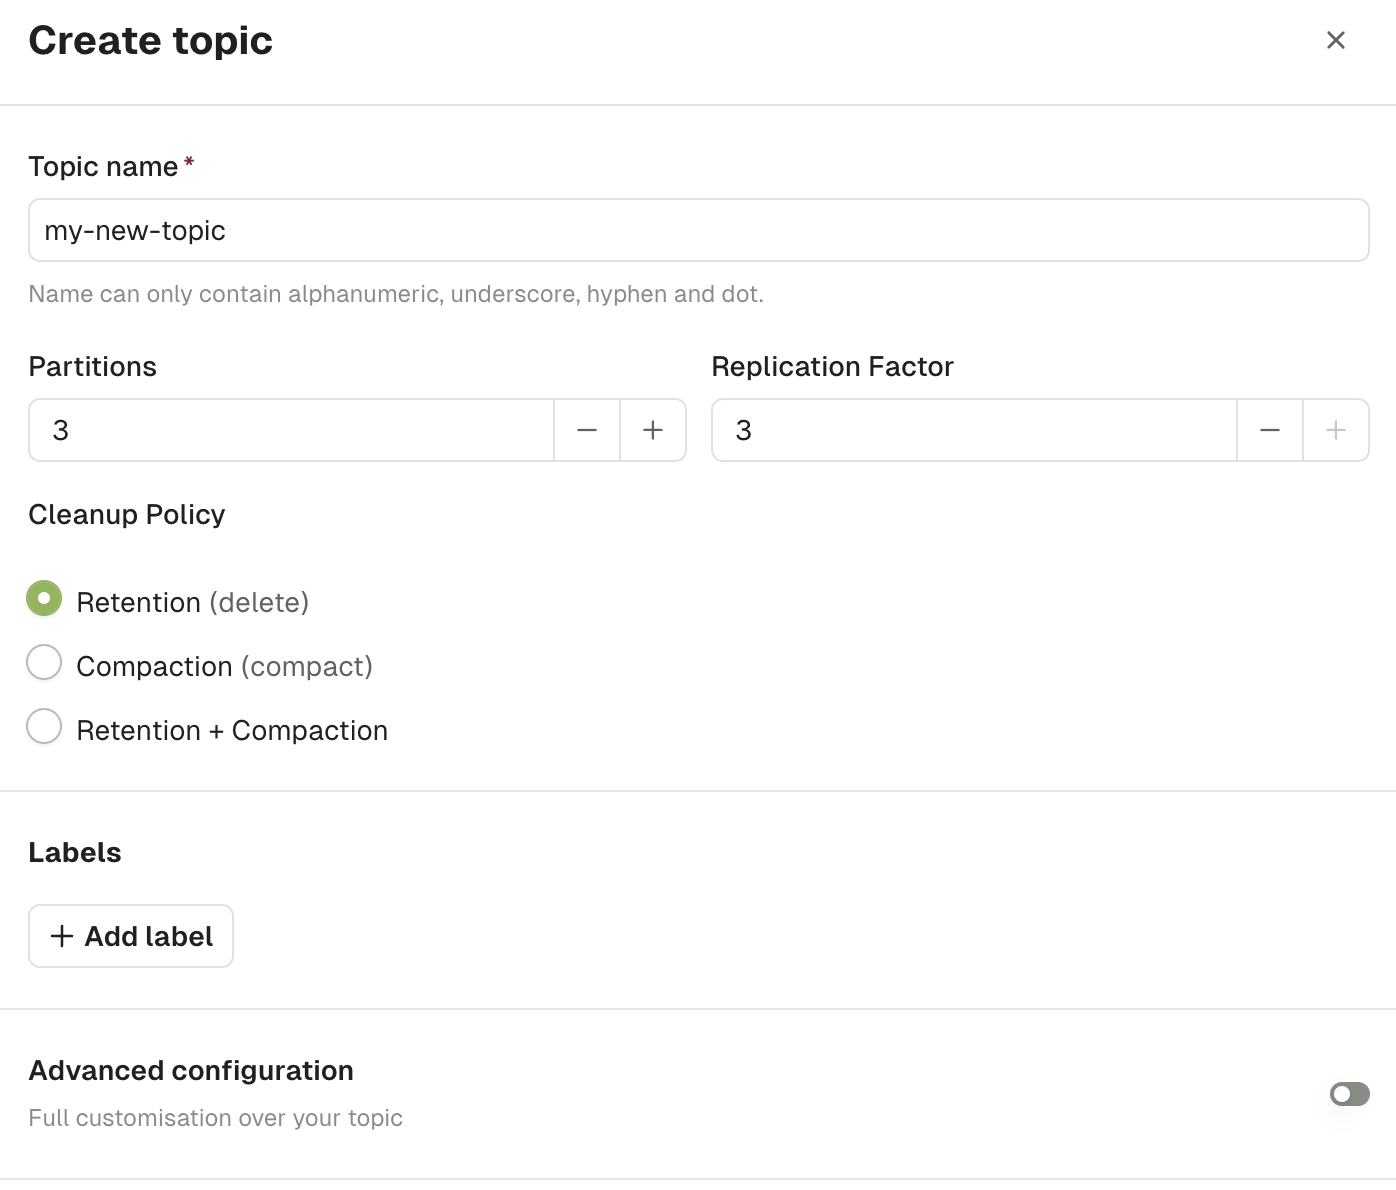 Create topic
Topic name *
my-new-topic
Name can only contain alphanumeric, underscore, hyphen and dot.
Partitions
Replication Factor
3
3
Cleanup Policy
Retention (delete)
Compaction (compact)
Retention + Compaction
Labels
+ Add label
Advanced configuration
Full customisation over your topic